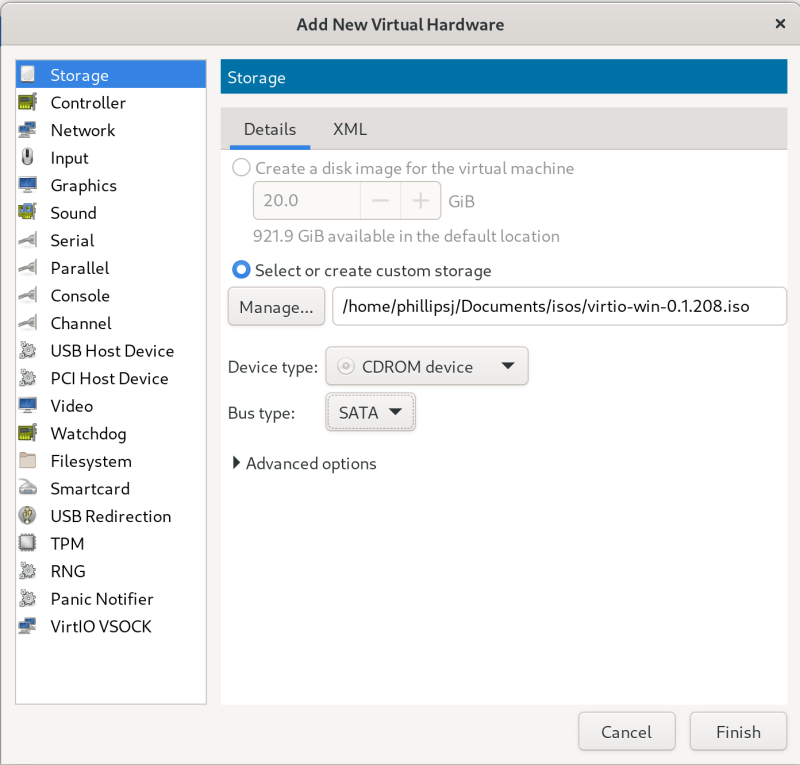 Add New Virtual Hardware
Storage
Controller
Network
Input
Graphics
Sound
Serial
Parallel
Console
Channel
USB Host Device
PCI Host Device
Video
Watchdog
Filesystem
Smartcard
USB Redirection
TPM
RNG
Panic Notifier
VirtIO VSOCK
Storage
Details XML
Create a disk image for the virtual machine
20.0 − + GiB
921.9 GiB available in the default location
Select or create custom storage
Manage... /home/phillipsj/Documents/isos/virtio-win-0.1.208.iso
Device type: CDROM device
Bus type: SATA
Advanced options
Cancel Finish